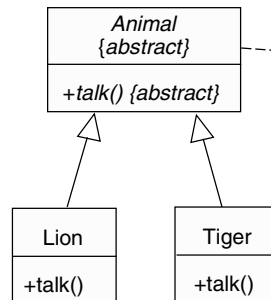 Animal
{abstract}
+talk() {abstract}
Lion
+talk()
Tiger
+talk()